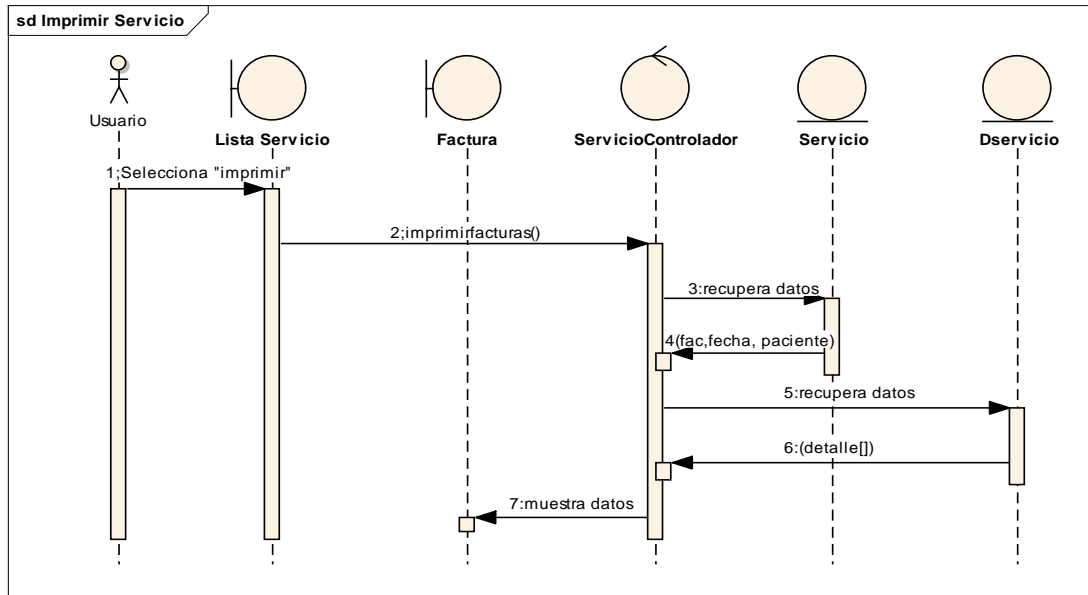 sd Imprimir Servicio
Usuario
Lista Servicio
Factura
ServicioControlador
Servicio
Dservicio
1;Selecciona "imprimir"
2;imprimirfacturas()
3:recupera datos
4(fac,fecha, paciente)
5:recupera datos
6:(detalle[])
7:muestra datos